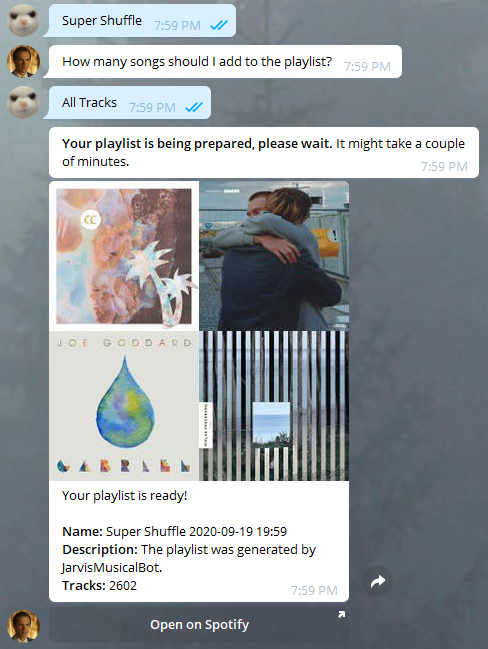 Super Shuffle 7:59 PM
How many songs should I add to the playlist? 7:59 PM
All Tracks 7:59 PM
Your playlist is being prepared, please wait. It might take a couple
of minutes. 7:59 PM
CC
JOE GODDARD
GABRIEL
Your playlist is ready!
Name: Super Shuffle 2020-09-19 19:59
Description: The playlist was generated by
JarvisMusicalBot.
Tracks: 2602 7:59 PM
Open on Spotify